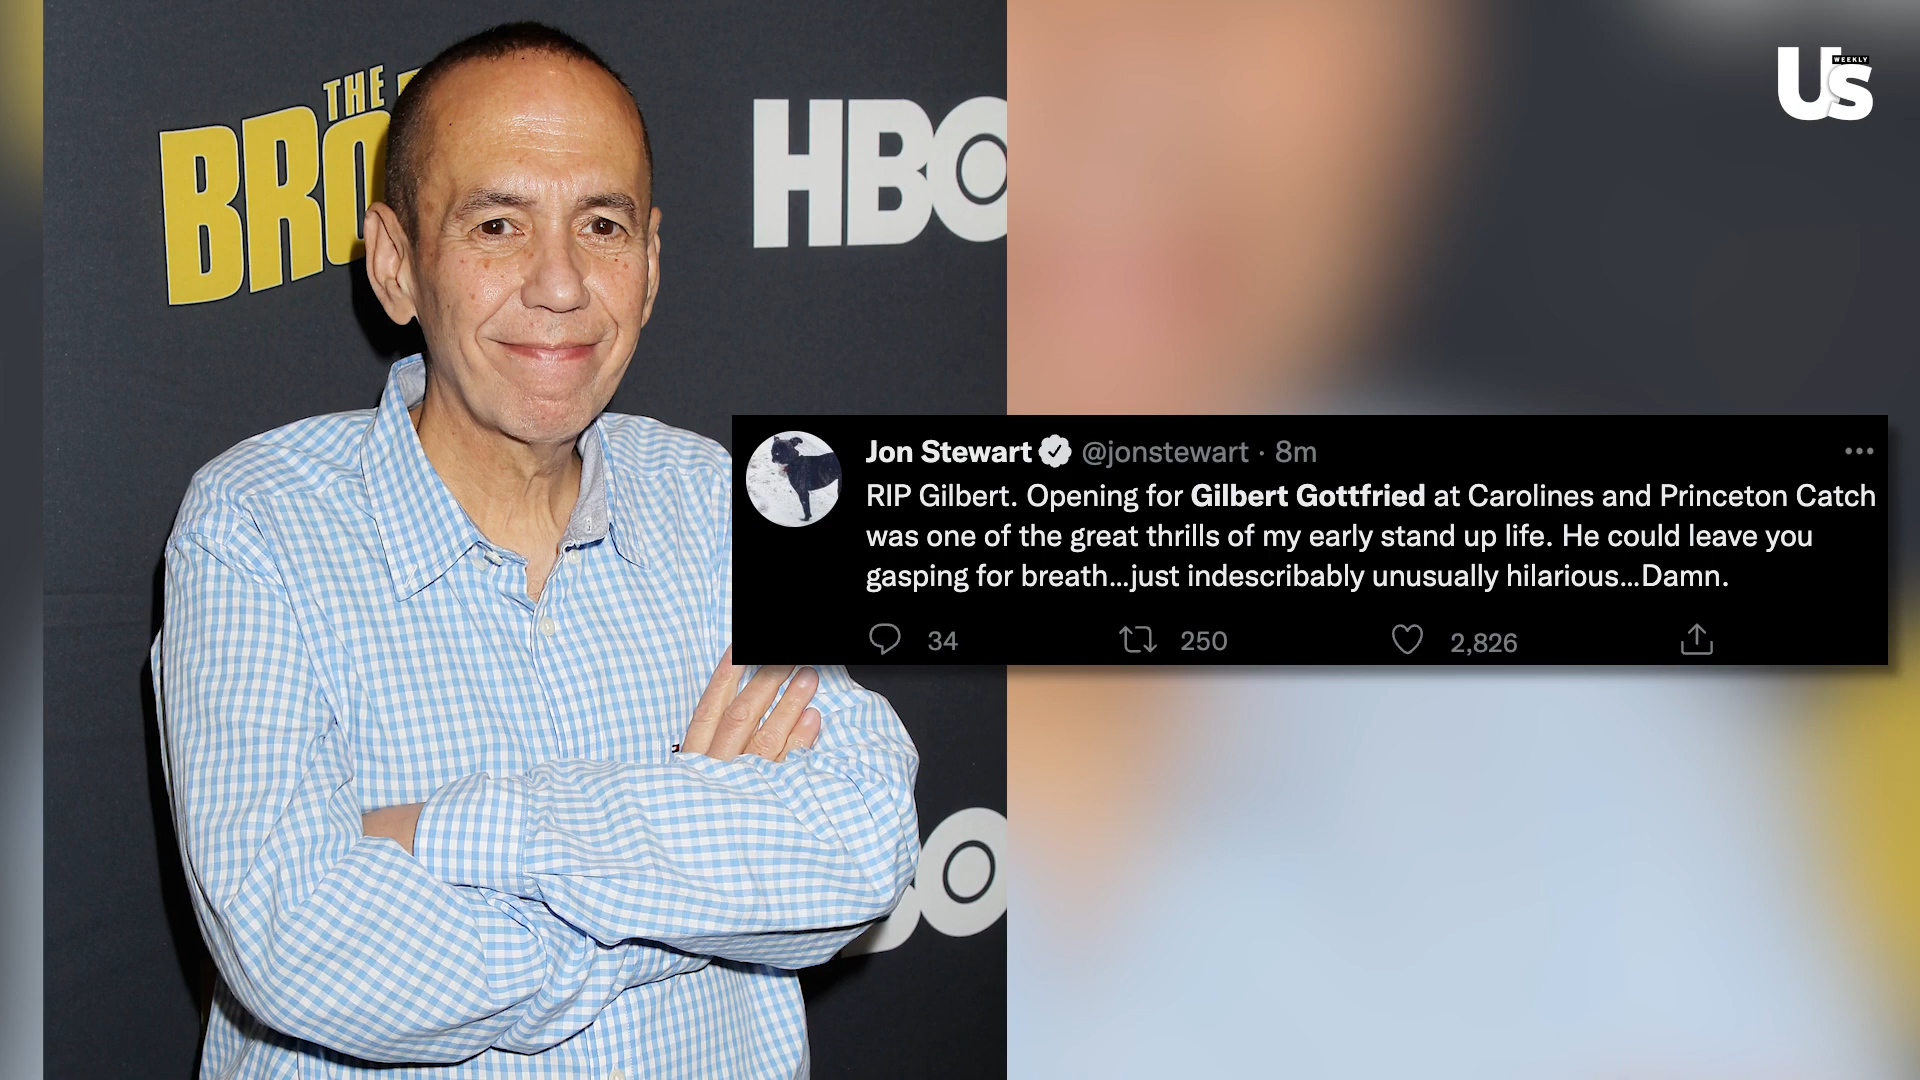 THE
BRO
HBO
US
WEEKLY
Jon Stewart @jonstewart · 8m
RIP Gilbert. Opening for Gilbert Gottfried at Carolines and Princeton Catch
was one of the great thrills of my early stand up life. He could leave you
gasping for breath...just indescribably unusually hilarious...Damn.
34 250 2,826
BO